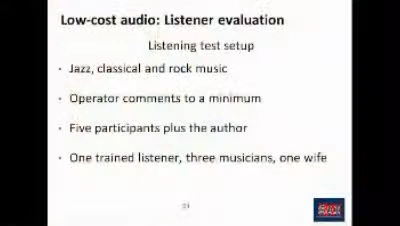 Low-cost audio: Listener evaluation
Listening test setup
· Jazz, classical and rock music
· Operator comments to a minimum
· Five participants plus the author
· One trained listener, three musicians, one wife